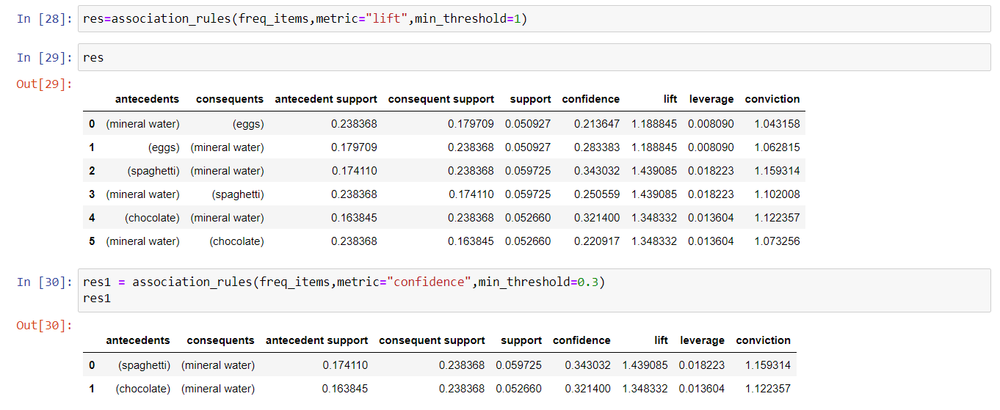 In [28]: res=association_rules(freq_items,metric="lift",min_threshold=1)
In [29]: res
Out[29]:
antecedents consequents antecedent support consequent support support confidence lift leverage conviction
0 (mineral water) (eggs) 0.238368 0.179709 0.050927 0.213647 1.188845 0.008090 1.043158
1 (eggs) (mineral water) 0.179709 0.238368 0.050927 0.283383 1.188845 0.008090 1.062815
2 (spaghetti) (mineral water) 0.174110 0.238368 0.059725 0.343032 1.439085 0.018223 1.159314
3 (mineral water) (spaghetti) 0.238368 0.174110 0.059725 0.250559 1.439085 0.018223 1.102008
4 (chocolate) (mineral water) 0.163845 0.238368 0.052660 0.321400 1.348332 0.013604 1.122357
5 (mineral water) (chocolate) 0.238368 0.163845 0.052660 0.220917 1.348332 0.013604 1.073256
In [30]: res1 = association_rules(freq_items,metric="confidence",min_threshold=0.3)
res1
Out[30]:
antecedents consequents antecedent support consequent support support confidence lift leverage conviction
0 (spaghetti) (mineral water) 0.174110 0.238368 0.059725 0.343032 1.439085 0.018223 1.159314
1 (chocolate) (mineral water) 0.163845 0.238368 0.052660 0.321400 1.348332 0.013604 1.122357